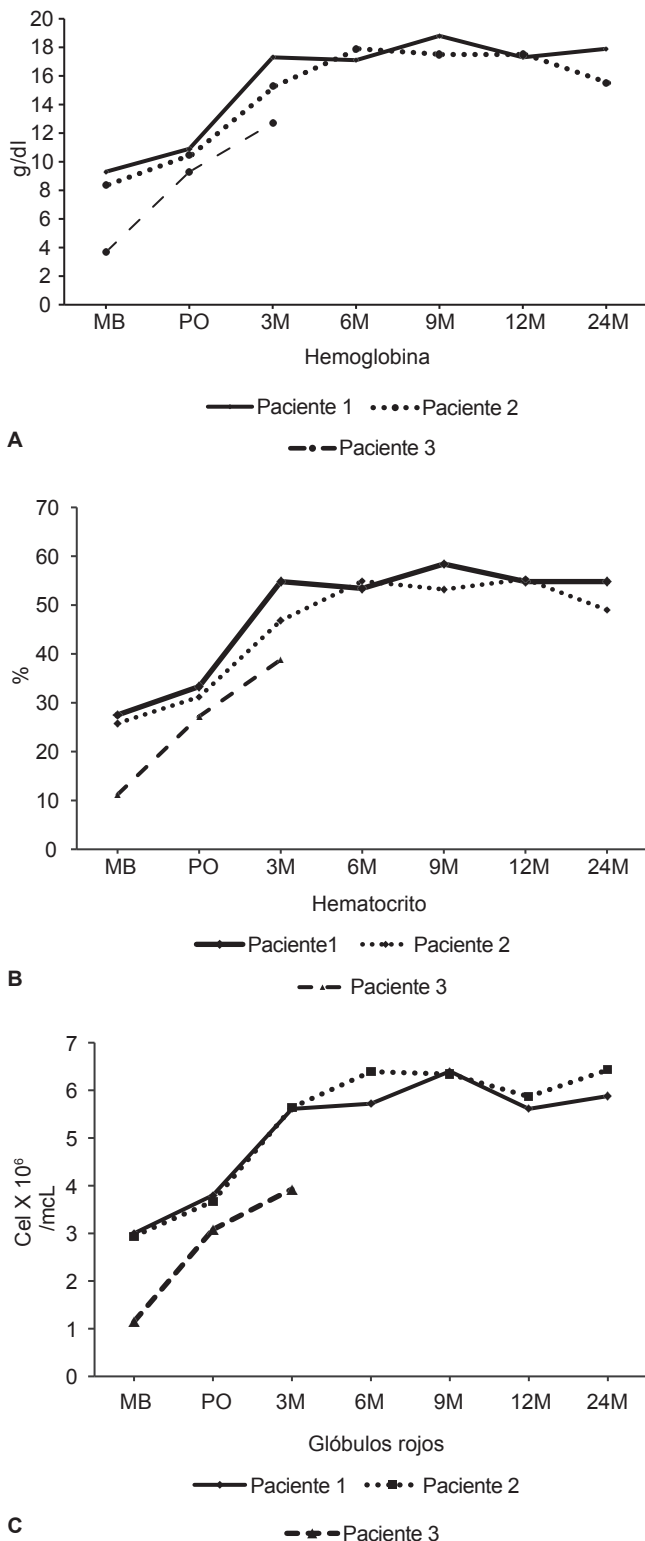 20
18
16
14
12
10
8
6
4
2
0
g/dl
MB PO 3M 6M 9M 12M 24M
Hemoglobina
Paciente 1 Paciente 2
Paciente 3
A
70
60
50
40
30
20
10
0
%
MB PO 3M 6M 9M 12M 24M
Hematocrito
Paciente1 Paciente 2
Paciente 3
B
7
6
5
4
3
2
1
0
Cel X 10⁶
/mcL
MB PO 3M 6M 9M 12M 24M
Glóbulos rojos
Paciente 1 Paciente 2
Paciente 3
C